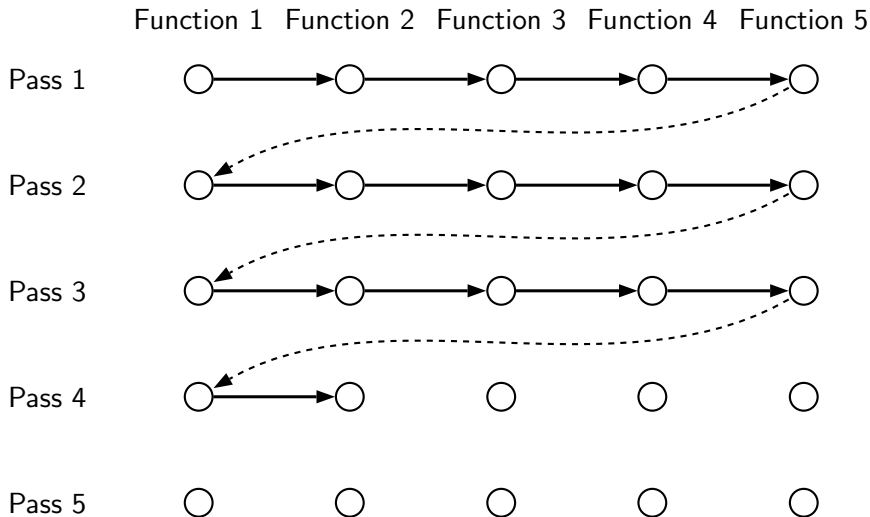 Function 1 Function 2 Function 3 Function 4 Function 5
Pass 1
Pass 2
Pass 3
Pass 4
Pass 5